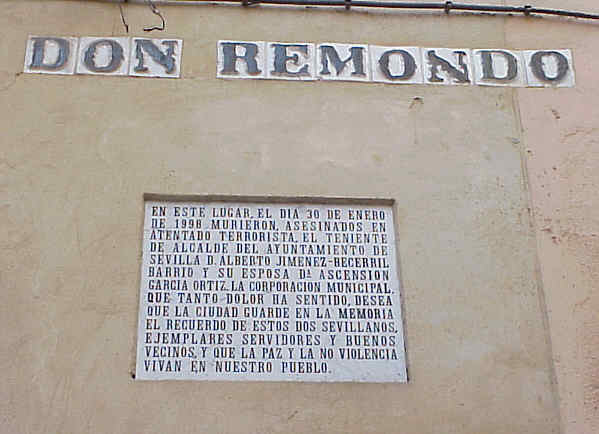 DON REMONDO
EN ESTE LUGAR, EL DIA 30 DE ENERO
DE 1998 MURIERON, ASESINADOS EN
ATENTADO TERRORISTA, EL TENIENTE
DE ALCALDE DEL AYUNTAMIENTO DE
SEVILLA D. ALBERTO JIMENEZ-BECERRIL
BARRIO Y SU ESPOSA Dª ASCENSION
GARCIA ORTIZ. LA CORPORACION MUNICIPAL,
QUE TANTO DOLOR HA SENTIDO, DESEA
QUE LA CIUDAD GUARDE EN LA MEMORIA
EL RECUERDO DE ESTOS DOS SEVILLANOS,
EJEMPLARES SERVIDORES Y BUENOS
VECINOS, Y QUE LA PAZ Y LA NO VIOLENCIA
VIVAN EN NUESTRO PUEBLO.